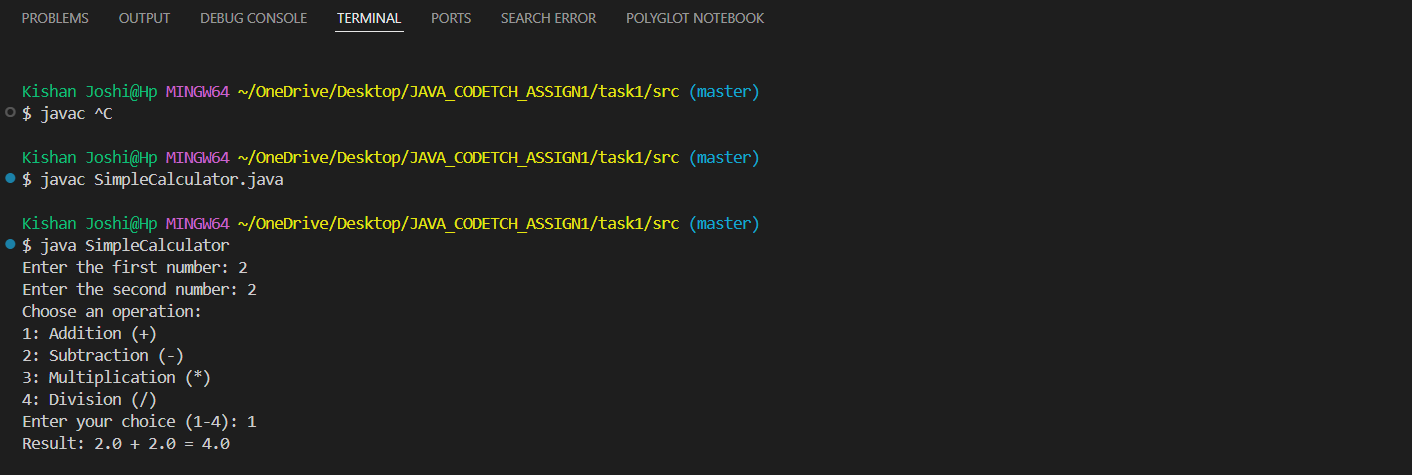 PROBLEMS OUTPUT DEBUG CONSOLE TERMINAL PORTS SEARCH ERROR POLYGLOT NOTEBOOK
Kishan Joshi@Hp MINGW64 ~/OneDrive/Desktop/JAVA_CODETCH_ASSIGN1/task1/src (master)
$ javac ^C
Kishan Joshi@Hp MINGW64 ~/OneDrive/Desktop/JAVA_CODETCH_ASSIGN1/task1/src (master)
$ javac SimpleCalculator.java
Kishan Joshi@Hp MINGW64 ~/OneDrive/Desktop/JAVA_CODETCH_ASSIGN1/task1/src (master)
$ java SimpleCalculator
Enter the first number: 2
Enter the second number: 2
Choose an operation:
1: Addition (+)
2: Subtraction (-)
3: Multiplication (*)
4: Division (/)
Enter your choice (1-4): 1
Result: 2.0 + 2.0 = 4.0